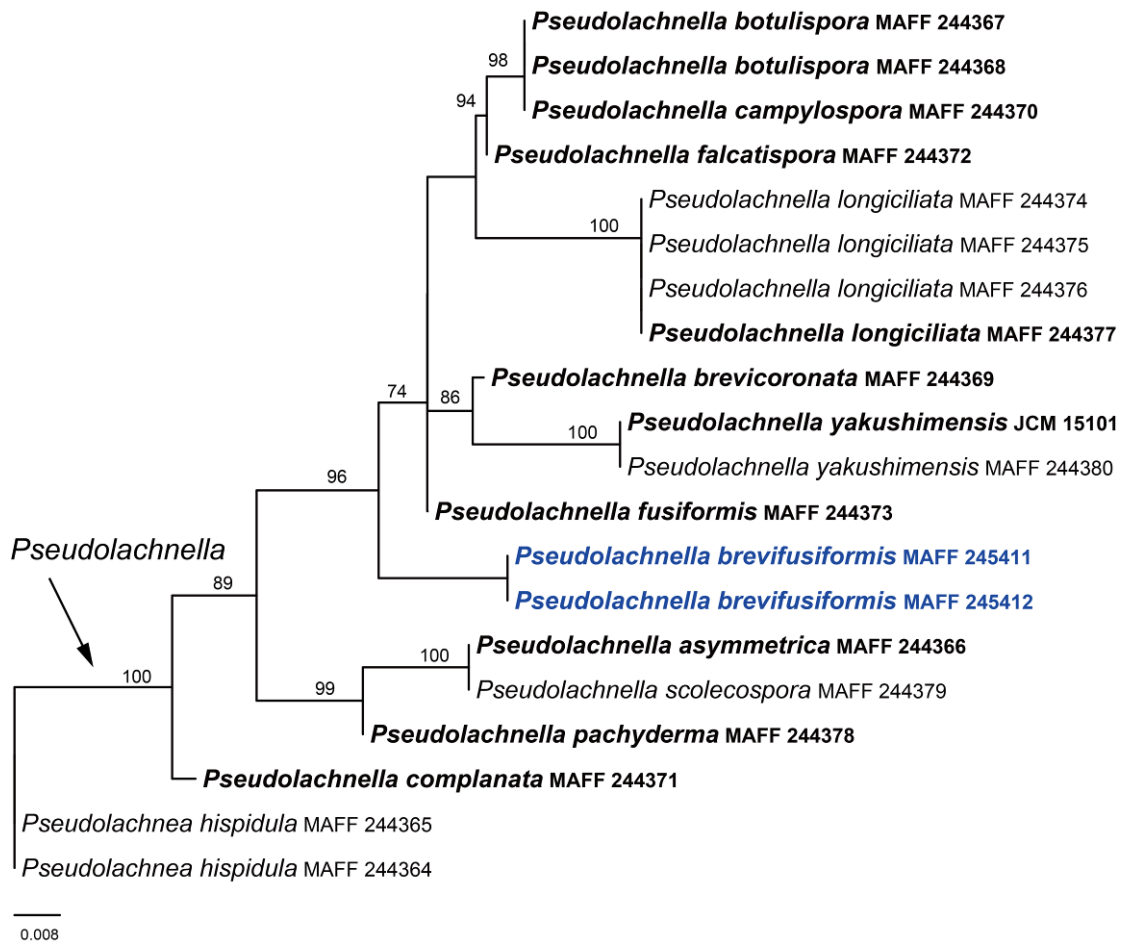 Pseudolachnella botulispora MAFF 244367
98
Pseudolachnella botulispora MAFF 244368
94
Pseudolachnella campylospora MAFF 244370
Pseudolachnella falcatispora MAFF 244372
Pseudolachnella longiciliata MAFF 244374
100
Pseudolachnella longiciliata MAFF 244375
Pseudolachnella longiciliata MAFF 244376
Pseudolachnella longiciliata MAFF 244377
Pseudolachnella brevicoronata MAFF 244369
74
86
Pseudolachnella yakushimensis JCM 15101
100
Pseudolachnella yakushimensis MAFF 244380
96
Pseudolachnella fusiformis MAFF 244373
Pseudolachnella
Pseudolachnella brevifusiformis MAFF 245411
89
Pseudolachnella brevifusiformis MAFF 245412
Pseudolachnella asymmetrica MAFF 244366
100
100
Pseudolachnella scolecospora MAFF 244379
99
Pseudolachnella pachyderma MAFF 244378
Pseudolachnella complanata MAFF 244371
Pseudolachnea hispidula MAFF 244365
Pseudolachnea hispidula MAFF 244364
0.008